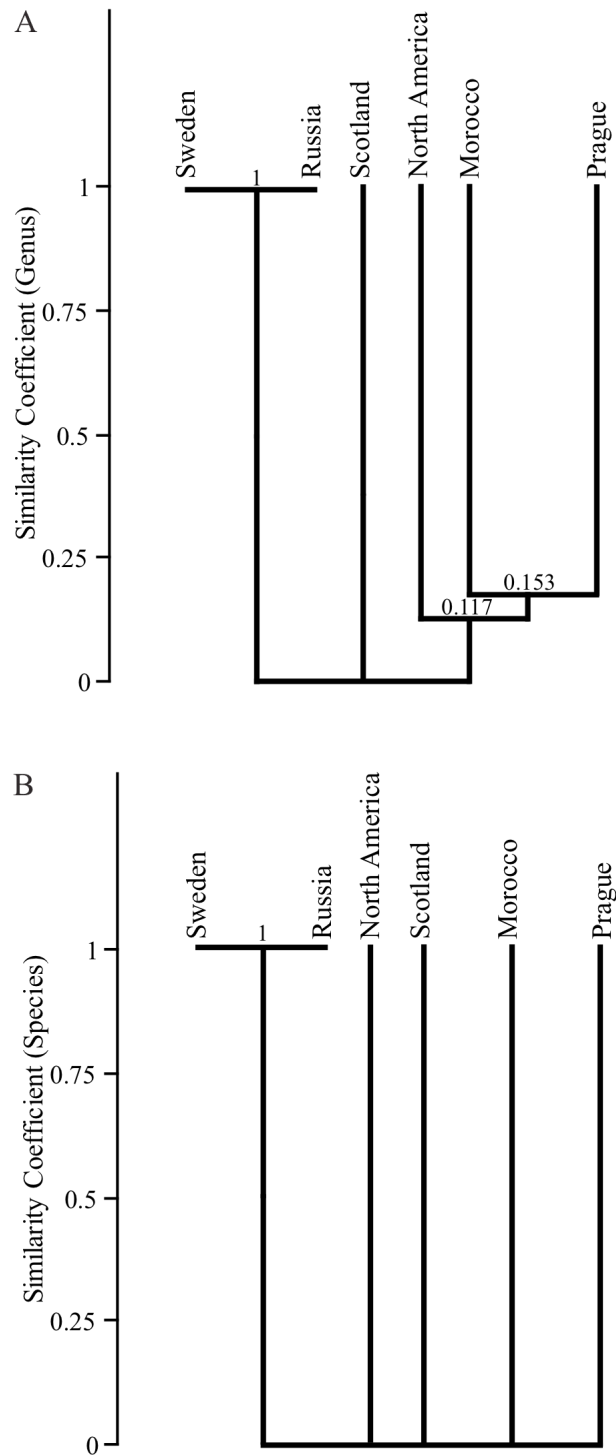 A
Sweden
Russia
Scotland
North America
Morocco
Prague
Similarity Coefficient (Genus)
1
0.75
0.5
0.25
0
1
0.153
0.117
B
Sweden
Russia
North America
Scotland
Morocco
Prague
Similarity Coefficient (Species)
1
0.75
0.5
0.25
0
1